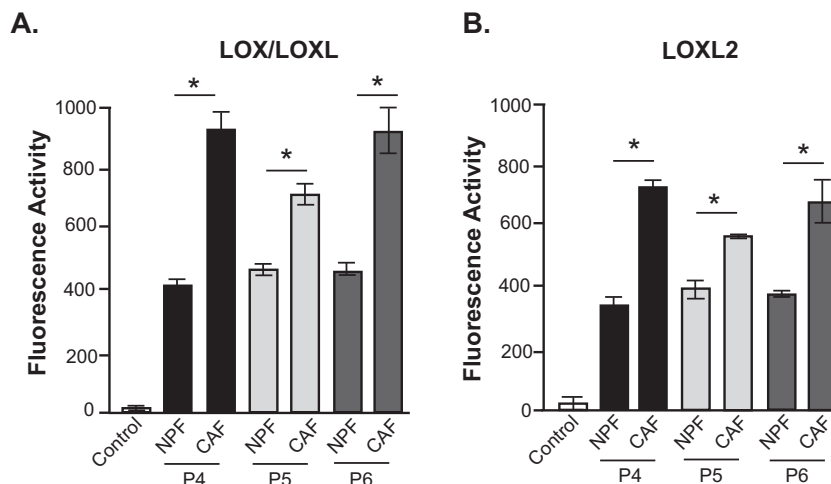 A.
LOX/LOXL
Fluorescence Activity
1000
800
600
400
200
0
* * *
Control NPF CAF NPF CAF NPF CAF
P4 P5 P6
B.
LOXL2
Fluorescence Activity
1000
800
600
400
200
0
* * *
Control NPF CAF NPF CAF NPF CAF
P4 P5 P6